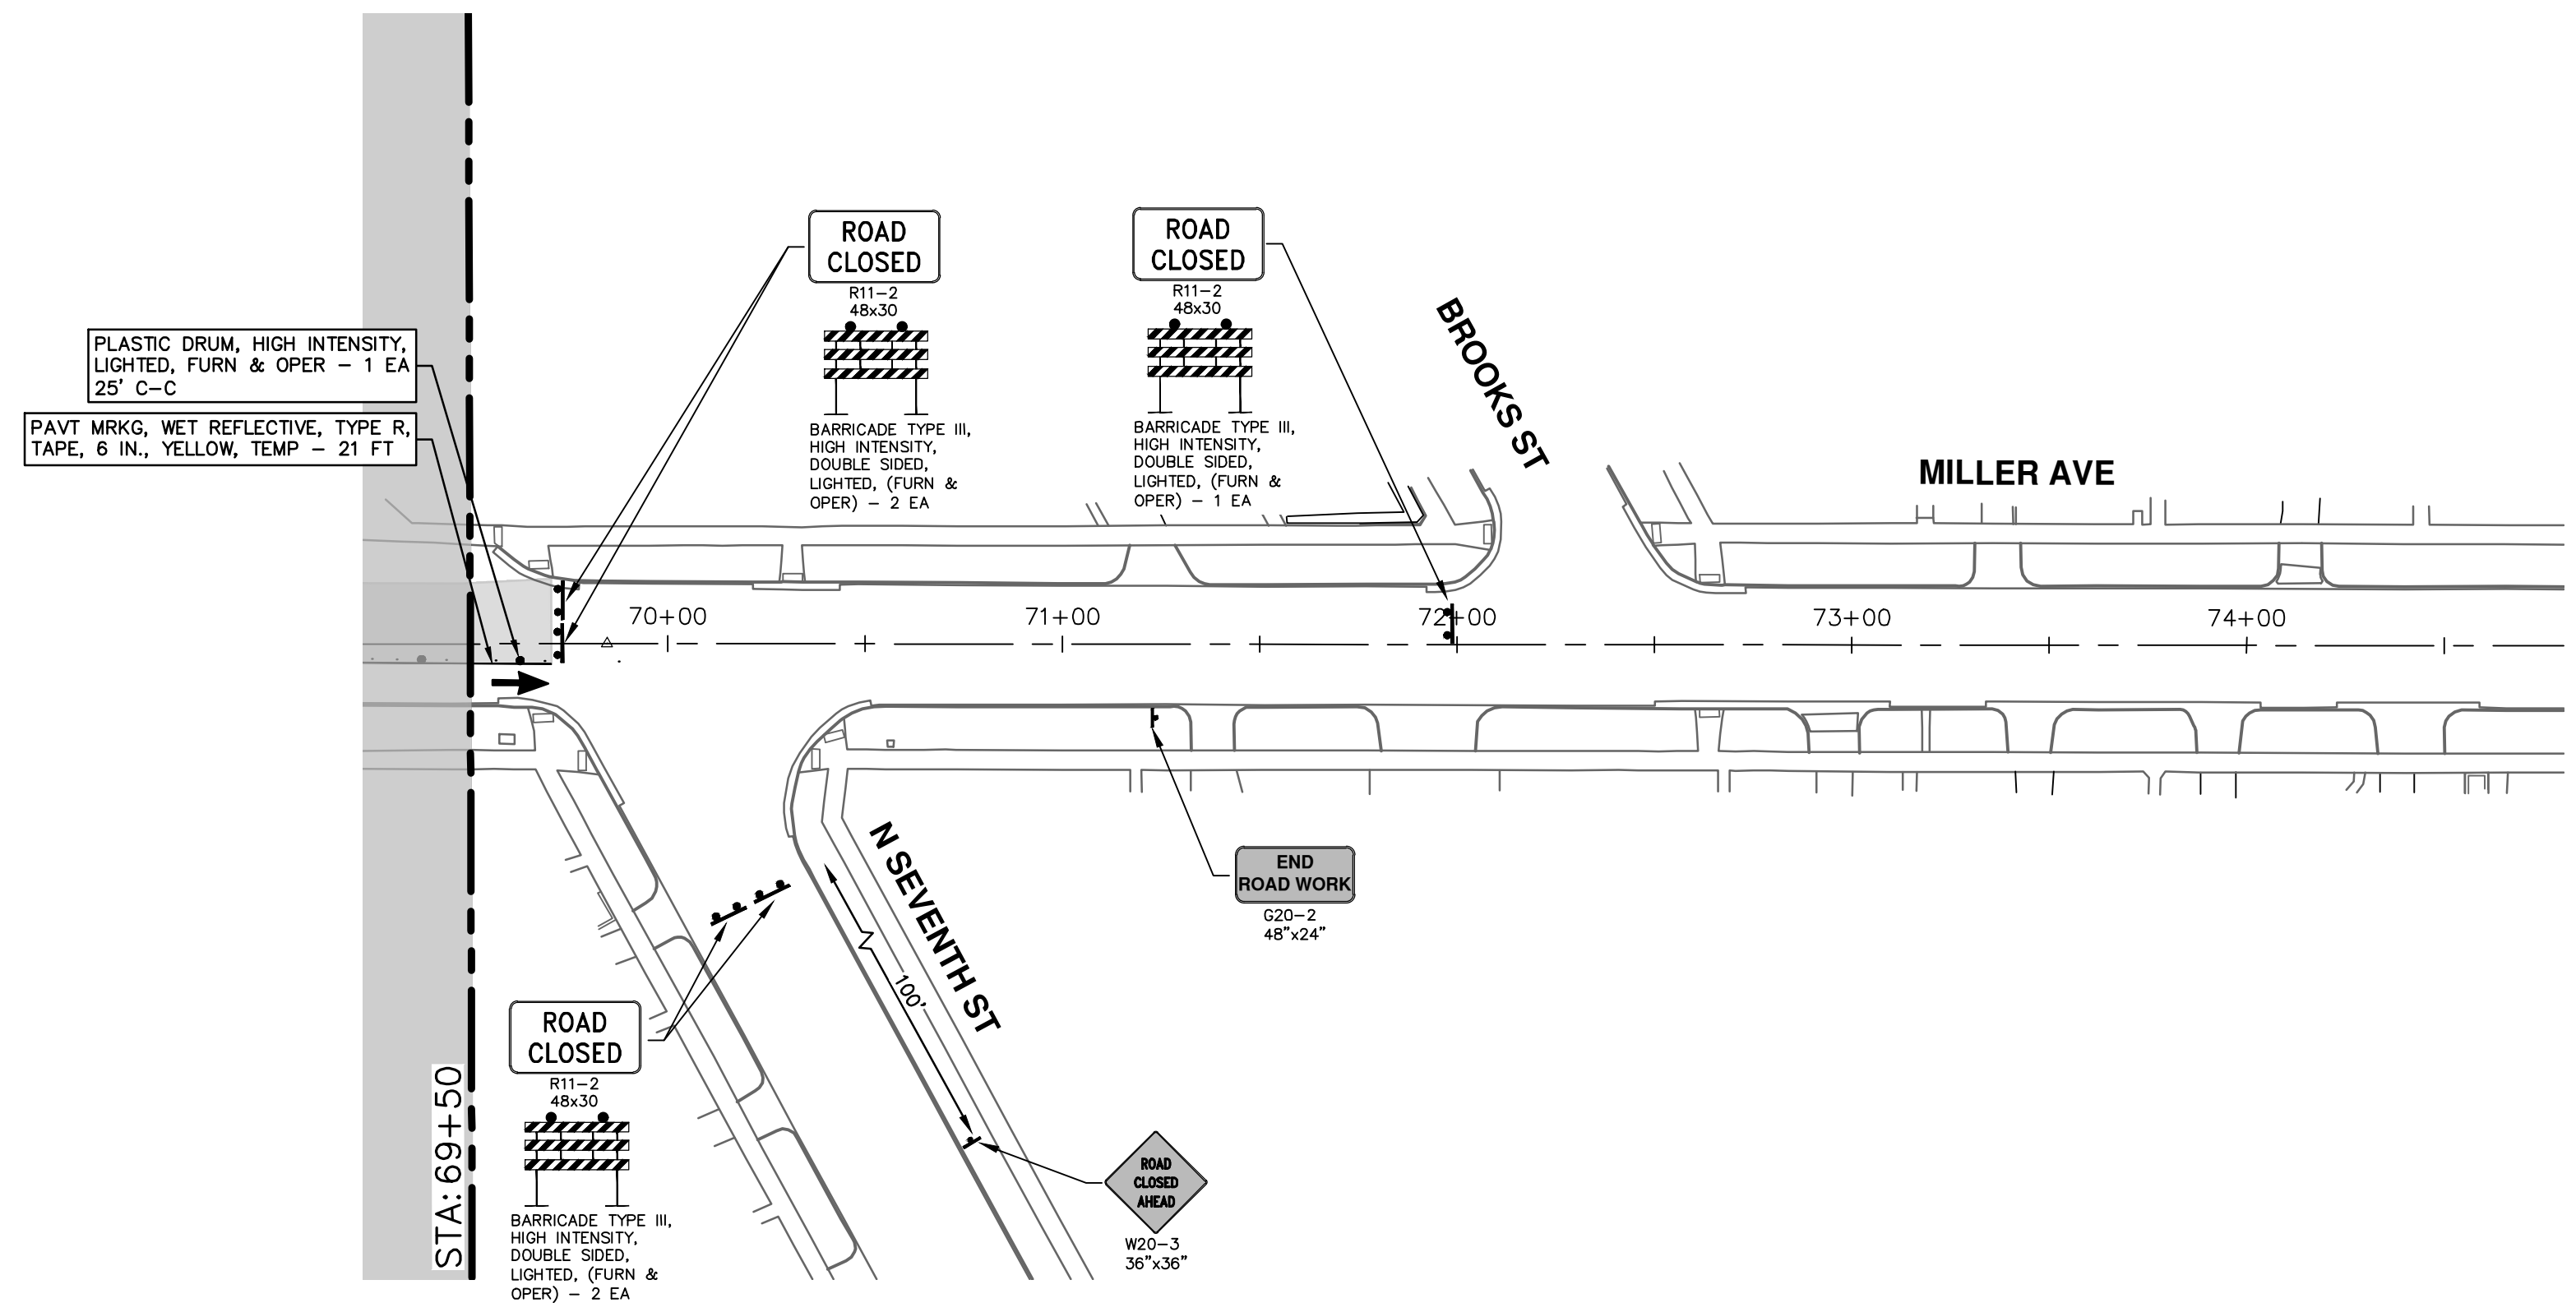 ROAD
CLOSED
R11-2
48x30
BARRICADE TYPE III,
HIGH INTENSITY,
DOUBLE SIDED,
LIGHTED, (FURN &
OPER) - 2 EA
ROAD
CLOSED
R11-2
48x30
BARRICADE TYPE III,
HIGH INTENSITY,
DOUBLE SIDED,
LIGHTED, (FURN &
OPER) - 1 EA
BROOKS ST
MILLER AVE
PLASTIC DRUM, HIGH INTENSITY,
LIGHTED, FURN & OPER - 1 EA
25' C-C
PAVT MRKG, WET REFLECTIVE, TYPE R,
TAPE, 6 IN., YELLOW, TEMP - 21 FT
70+00
71+00
72+00
73+00
74+00
N SEVENTH ST
100'
END
ROAD WORK
G20-2
48"x24"
STA:69+50
ROAD
CLOSED
R11-2
48x30
BARRICADE TYPE III,
HIGH INTENSITY,
DOUBLE SIDED,
LIGHTED, (FURN &
OPER) - 2 EA
ROAD
CLOSED
AHEAD
W20-3
36"x36"